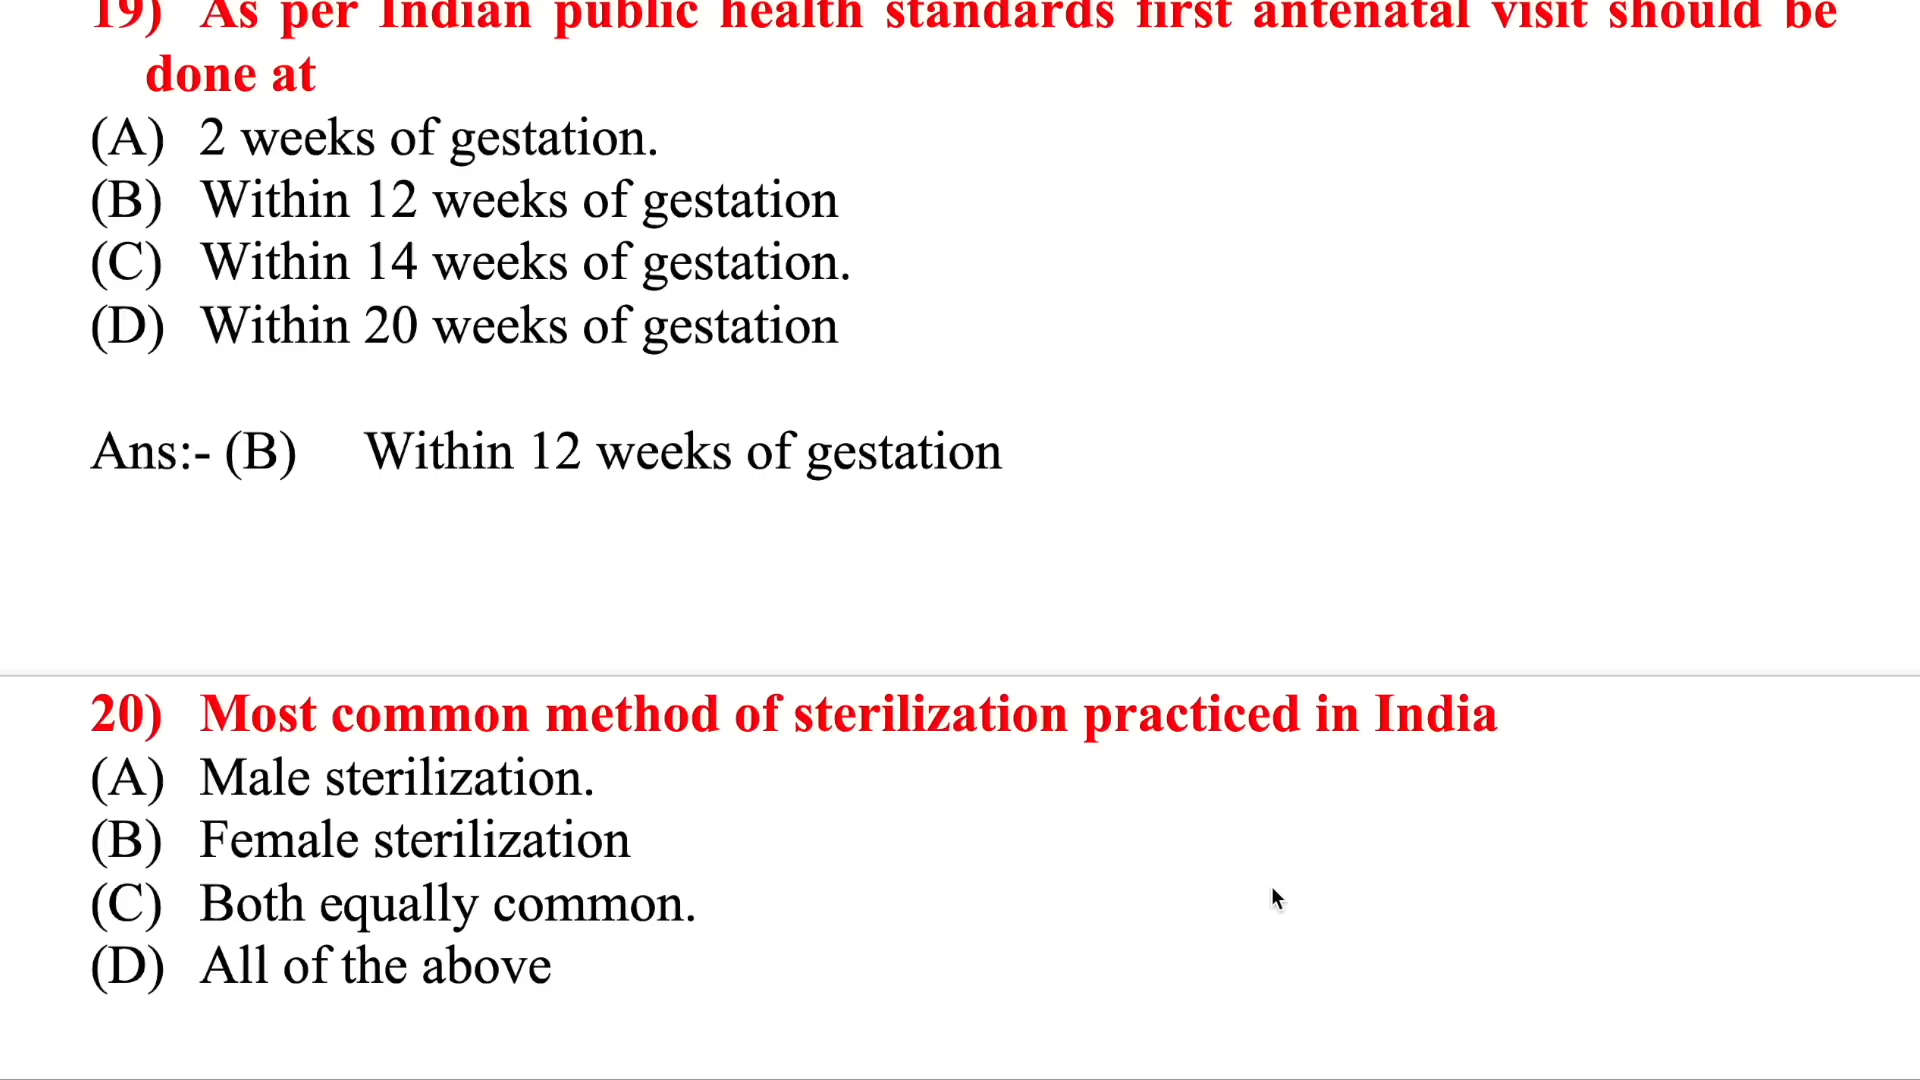 19) As per Indian public health standards first antenatal visit should be
done at
(A) 2 weeks of gestation.
(B) Within 12 weeks of gestation
(C) Within 14 weeks of gestation.
(D) Within 20 weeks of gestation
Ans:- (B) Within 12 weeks of gestation
20) Most common method of sterilization practiced in India
(A) Male sterilization.
(B) Female sterilization
(C) Both equally common.
(D) All of the above